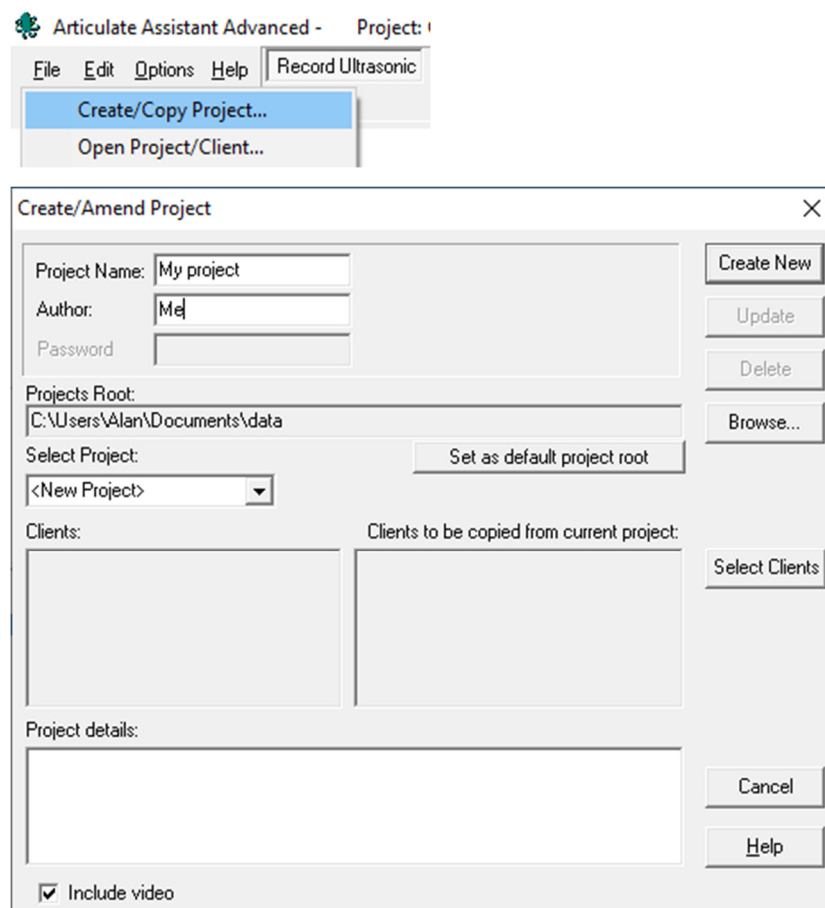 Articulate Assistant Advanced - Project:
File Edit Options Help Record Ultrasonic
Create/Copy Project...
Open Project/Client...
Create/Amend Project
Project Name: My project
Create New
Author: Me
Update
Password
Delete
Projects Root:
C:\Users\Alan\Documents\data
Browse...
Select Project:
Set as default project root
<New Project>
Clients:
Clients to be copied from current project:
Select Clients
Project details:
Cancel
Help
Include video